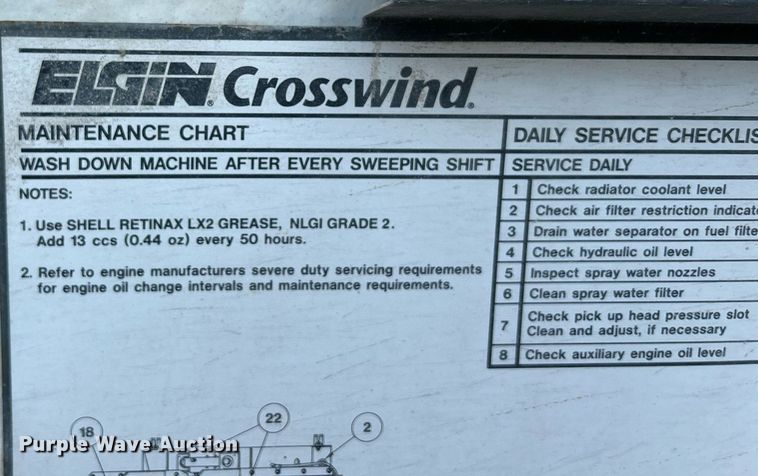 ELGIN® Crosswind®
MAINTENANCE CHART
WASH DOWN MACHINE AFTER EVERY SWEEPING SHIFT
NOTES:
1. Use SHELL RETINAX LX2 GREASE, NLGI GRADE 2.
Add 13 ccs (0.44 oz) every 50 hours.
2. Refer to engine manufacturers severe duty servicing requirements
for engine oil change intervals and maintenance requirements.
DAILY SERVICE CHECKLIS
SERVICE DAILY
1 Check radiator coolant level
2 Check air filter restriction indicat
3 Drain water separator on fuel filte
4 Check hydraulic oil level
5 Inspect spray water nozzles
6 Clean spray water filter
7 Check pick up head pressure slot
Clean and adjust, if necessary
8 Check auxiliary engine oil level
22
2
18
Purple Wave Auction